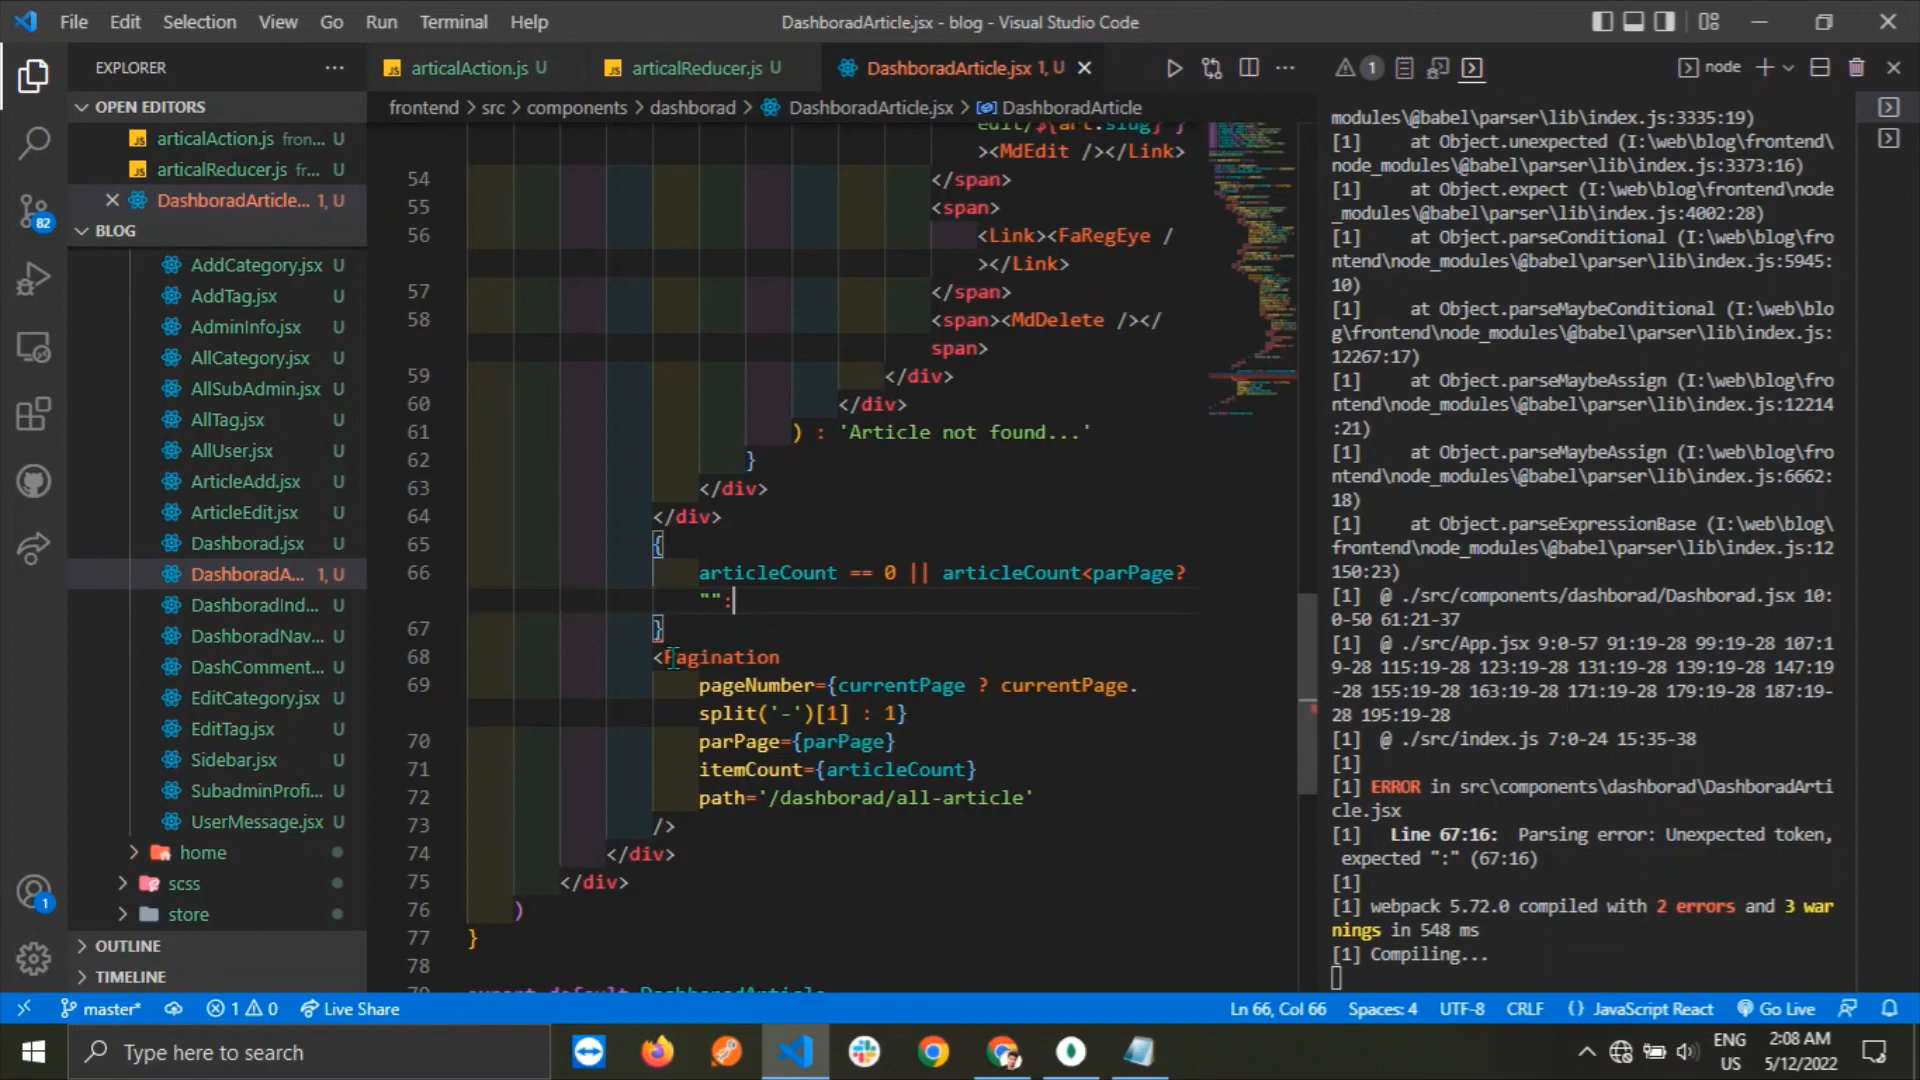 File Edit Selection View Go Run Terminal Help
DashboradArticle.jsx - blog - Visual Studio Code
EXPLORER
OPEN EDITORS
articalAction.js fron... U
articalReducer.js fr... U
DashboradArticle... 1, U
BLOG
AddCategory.jsx U
AddTag.jsx U
AdminInfo.jsx U
AllCategory.jsx U
AllSubAdmin.jsx U
AllTag.jsx U
AllUser.jsx U
ArticleAdd.jsx U
ArticleEdit.jsx U
Dashborad.jsx U
DashboradA... 1, U
DashboradInd... U
DashboradNav... U
DashComment... U
EditCategory.jsx U
EditTag.jsx U
Sidebar.jsx U
SubadminProfi... U
UserMessage.jsx U
home
scss
store
OUTLINE
TIMELINE
82
1
articalAction.js U
articalReducer.js U
DashboradArticle.jsx 1, U
frontend > src > components > dashborad > DashboradArticle.jsx > DashboradArticle
edit/${art.slug}`}
><MdEdit /></Link>
54 </span>
55 <span>
56 <Link><FaRegEye /
></Link>
57 </span>
58 <span><MdDelete /></
span>
59 </div>
60 </div>
61 ) : 'Article not found...'
62 }
63 </div>
64 </div>
65 {
66 articleCount == 0 || articleCount<parPage?
"":
67 }
68 <Pagination
69 pageNumber={currentPage ? currentPage.
split('-')[1] : 1}
70 parPage={parPage}
71 itemCount={articleCount}
72 path='/dashborad/all-article'
73 />
74 </div>
75 </div>
76 )
77 }
78
79 export default DashboradArticle
1
node
modules\@babel\parser\lib\index.js:3335:19)
[1] at Object.unexpected (I:\web\blog\frontend\
node_modules\@babel\parser\lib\index.js:3373:16)
[1] at Object.expect (I:\web\blog\frontend\node
_modules\@babel\parser\lib\index.js:4002:28)
[1] at Object.parseConditional (I:\web\blog\fro
ntend\node_modules\@babel\parser\lib\index.js:5945:
10)
[1] at Object.parseMaybeConditional (I:\web\blo
g\frontend\node_modules\@babel\parser\lib\index.js:
12267:17)
[1] at Object.parseMaybeAssign (I:\web\blog\fro
ntend\node_modules\@babel\parser\lib\index.js:12214
:21)
[1] at Object.parseMaybeAssign (I:\web\blog\fro
ntend\node_modules\@babel\parser\lib\index.js:6662:
18)
[1] at Object.parseExpressionBase (I:\web\blog\
frontend\node_modules\@babel\parser\lib\index.js:12
150:23)
[1] @ ./src/components/dashborad/Dashborad.jsx 10:
0-50 61:21-37
[1] @ ./src/App.jsx 9:0-57 91:19-28 99:19-28 107:1
9-28 115:19-28 123:19-28 131:19-28 139:19-28 147:19
-28 155:19-28 163:19-28 171:19-28 179:19-28 187:19-
28 195:19-28
[1] @ ./src/index.js 7:0-24 15:35-38
[1]
[1] ERROR in src\components\dashborad\DashboradArti
cle.jsx
[1] Line 67:16: Parsing error: Unexpected token,
expected ":" (67:16)
[1]
[1] webpack 5.72.0 compiled with 2 errors and 3 war
nings in 548 ms
[1] Compiling...
master* 1 0 Live Share
Ln 66, Col 66 Spaces: 4 UTF-8 CRLF {} JavaScript React Go Live
Type here to search
ENG
US
2:08 AM
5/12/2022